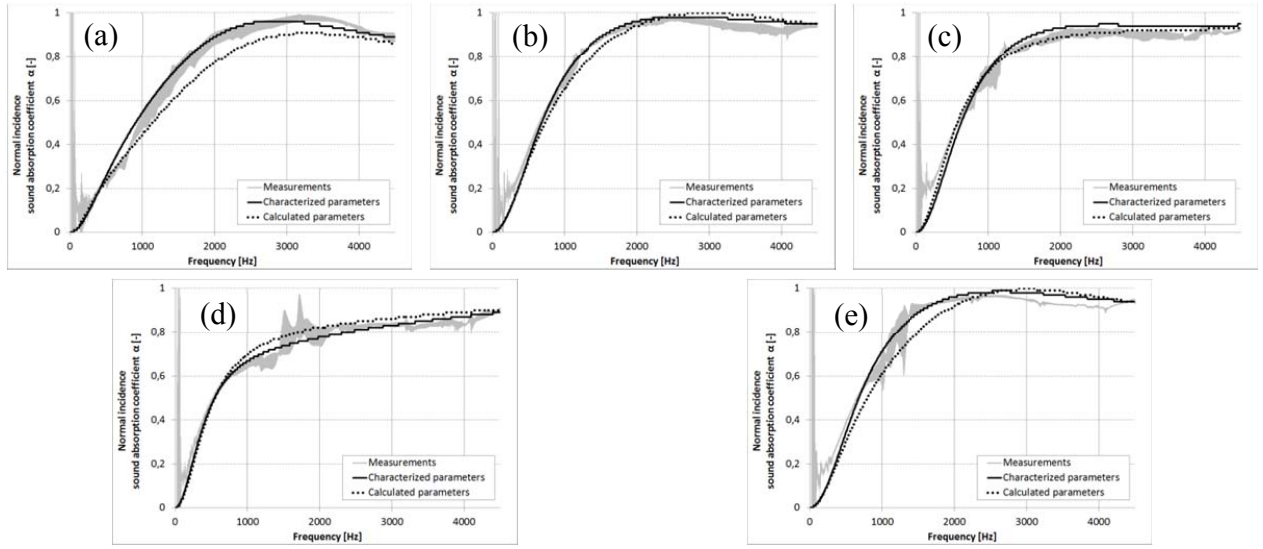 (a)
Normal incidence
sound absorption coefficient α [-]
1
0,8
0,6
0,4
0,2
0
0 1000 2000 3000 4000
Frequency [Hz]
Measurements
Characterized parameters
Calculated parameters
(b)
Normal incidence
sound absorption coefficient α [-]
1
0,8
0,6
0,4
0,2
0
0 1000 2000 3000 4000
Frequency [Hz]
Measurements
Characterized parameters
Calculated parameters
(c)
Normal incidence
sound absorption coefficient α [-]
1
0,8
0,6
0,4
0,2
0
0 1000 2000 3000 4000
Frequency [Hz]
Measurements
Characterized parameters
Calculated parameters
(d)
Normal incidence
sound absorption coefficient α [-]
1
0,8
0,6
0,4
0,2
0
0 1000 2000 3000 4000
Frequency [Hz]
Measurements
Characterized parameters
Calculated parameters
(e)
Normal incidence
sound absorption coefficient α [-]
1
0,8
0,6
0,4
0,2
0
0 1000 2000 3000 4000
Frequency [Hz]
Measurements
Characterized parameters
Calculated parameters